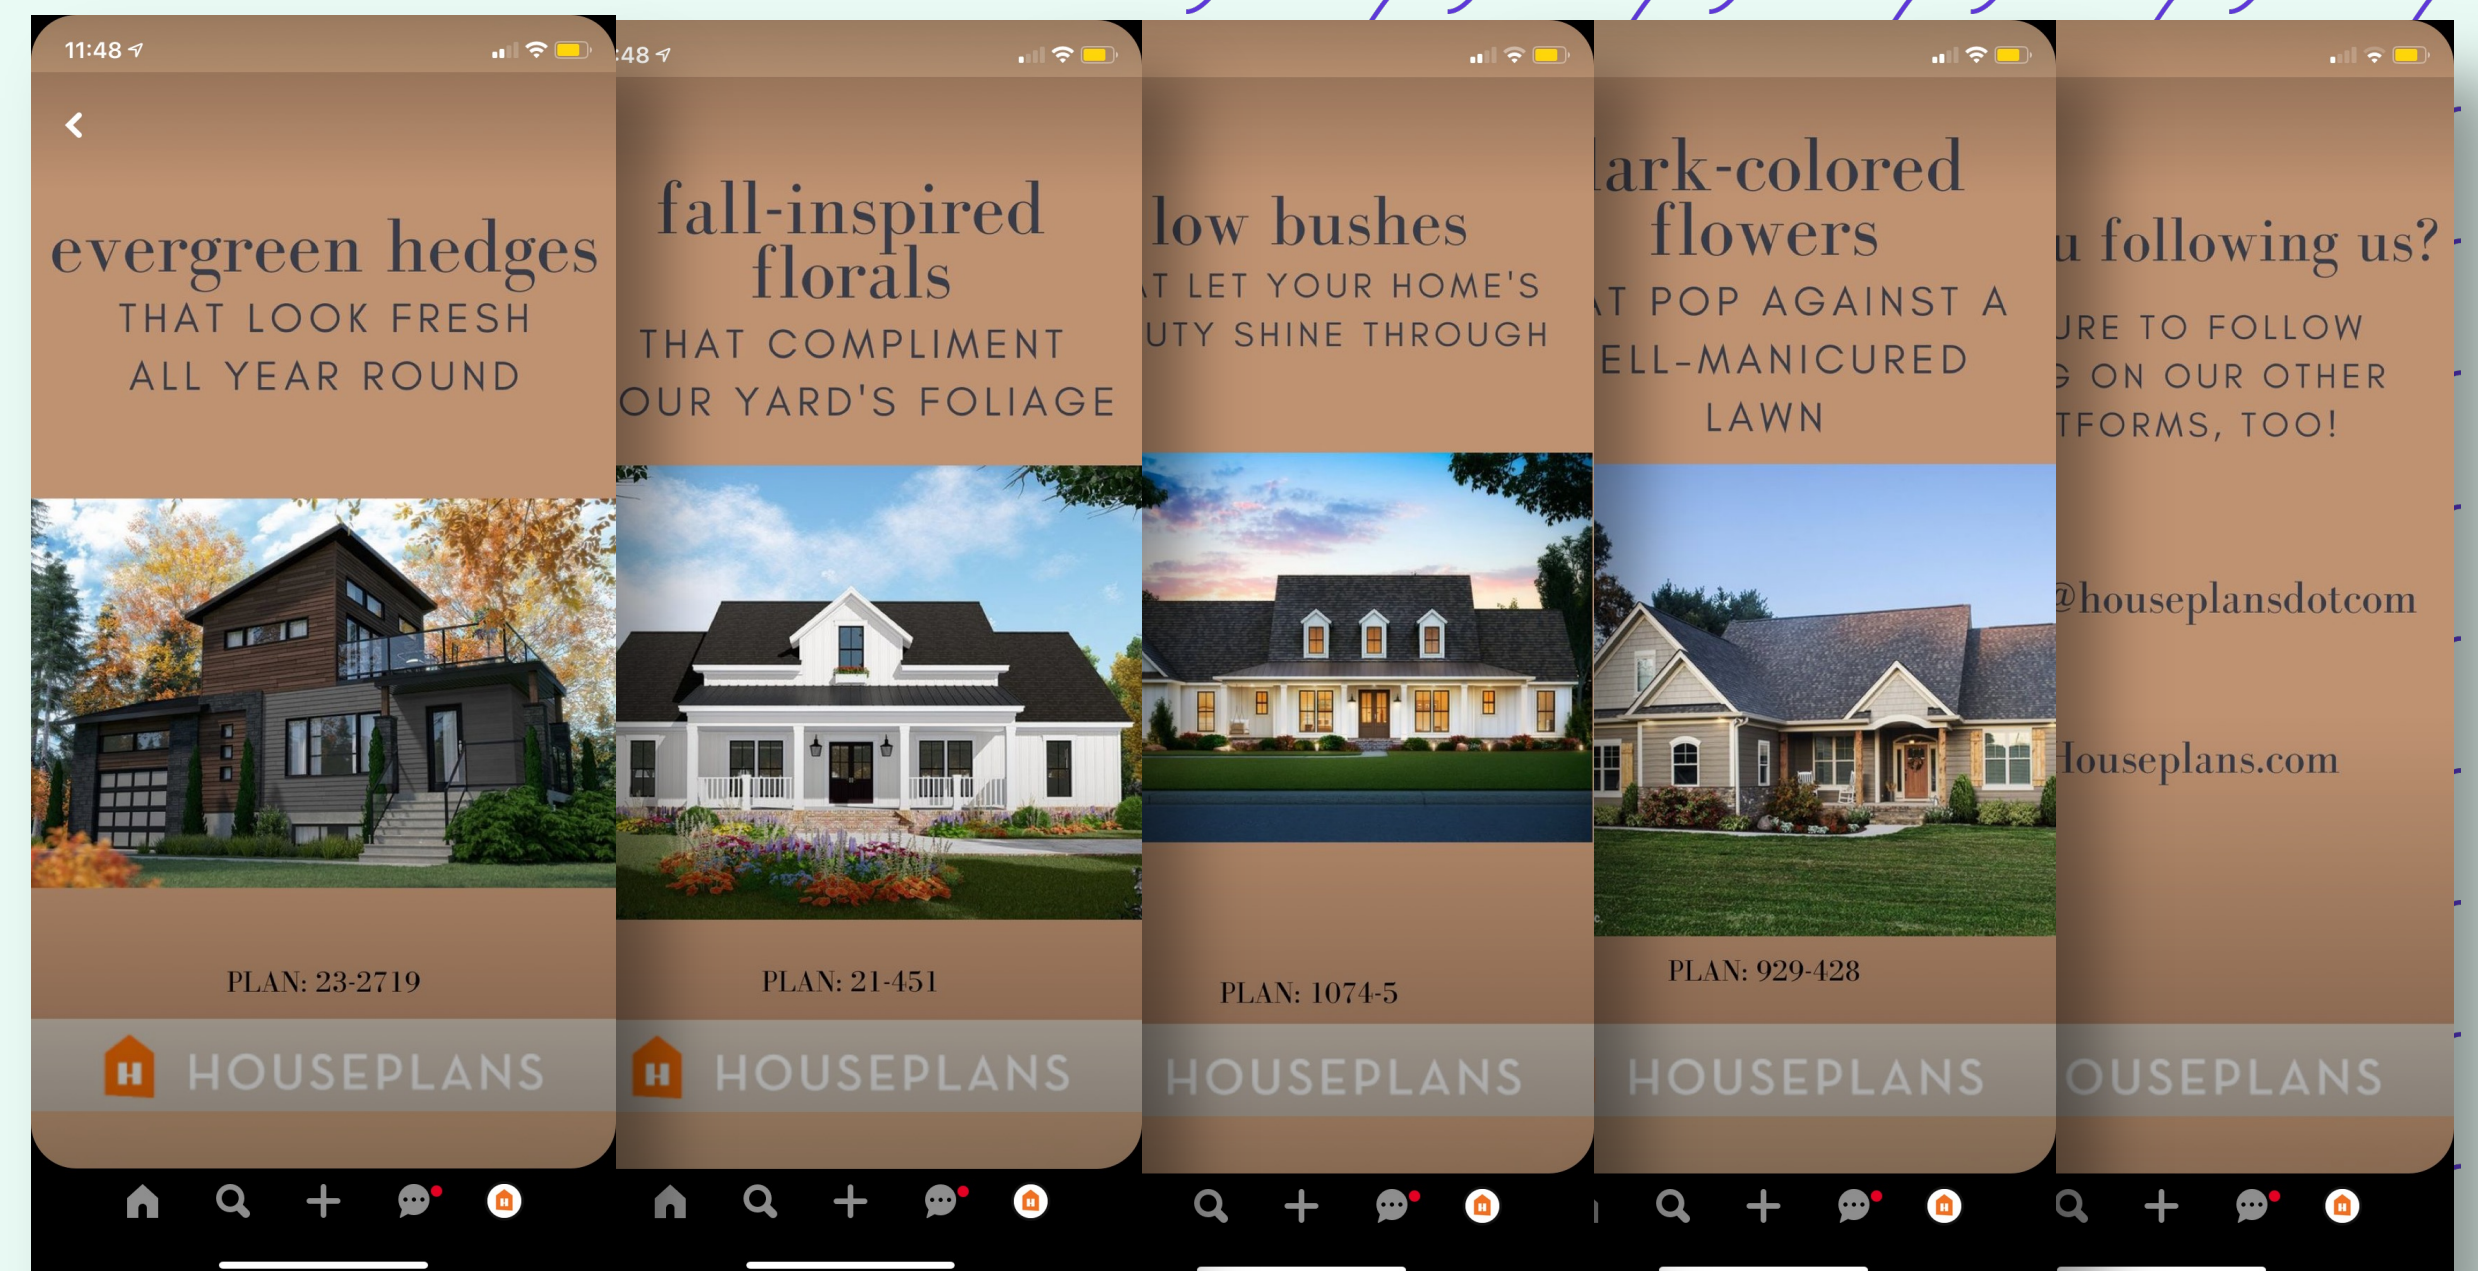 11:48
evergreen hedges
THAT LOOK FRESH
ALL YEAR ROUND
PLAN: 23-2719
HOUSEPLANS
:48
fall-inspired
florals
THAT COMPLIMENT
OUR YARD'S FOLIAGE
PLAN: 21-451
HOUSEPLANS
low bushes
AT LET YOUR HOME'S
UTY SHINE THROUGH
PLAN: 1074-5
HOUSEPLANS
ark-colored
flowers
AT POP AGAINST A
ELL-MANICURED
LAWN
PLAN: 929-428
HOUSEPLANS
u following us?
URE TO FOLLOW
G ON OUR OTHER
TFORMS, TOO!
@houseplansdotcom
Houseplans.com
OUSEPLANS